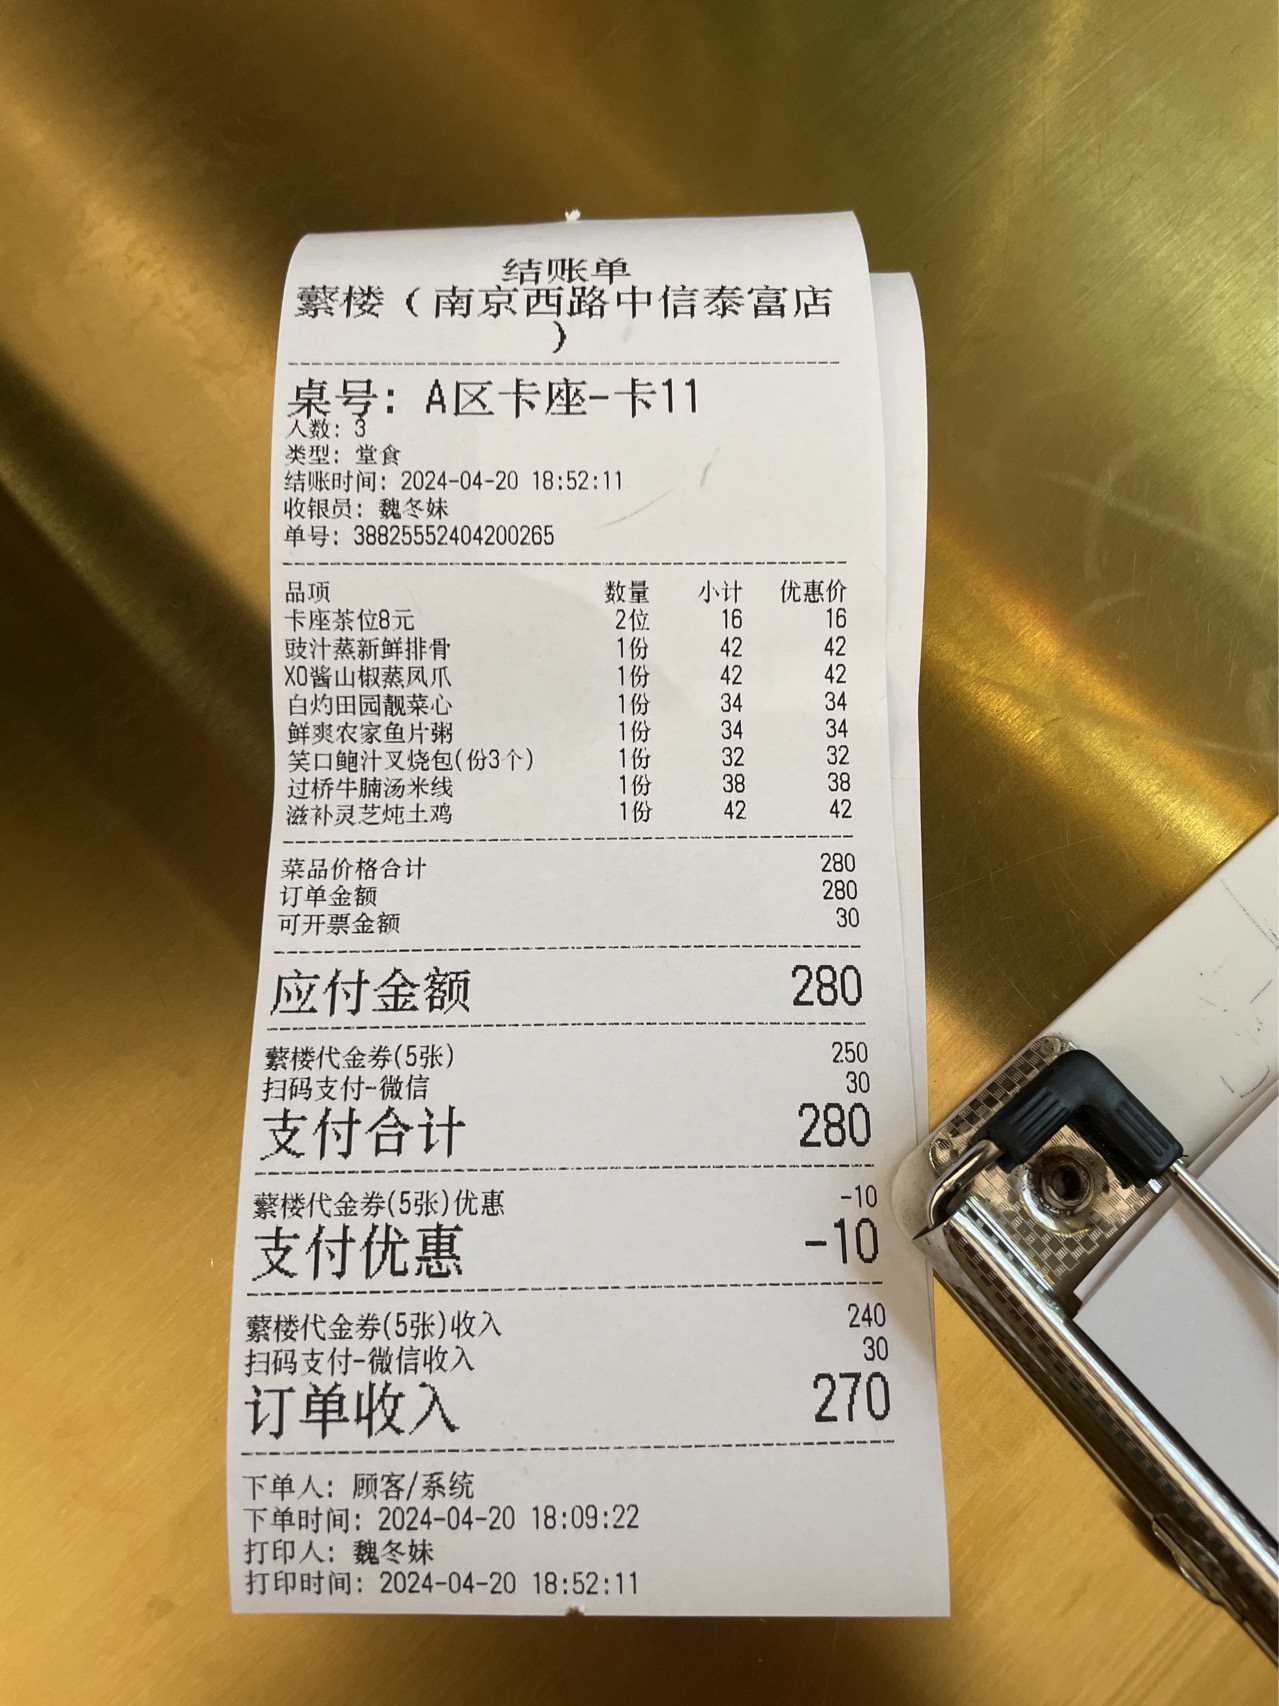 结账单
蘩楼（南京西路中信泰富店
）
桌号：A区卡座-卡11
人数：3
类型：堂食
结账时间：2024-04-20 18:52:11
收银员：魏冬妹
单号：38825552404200265
品项 数量 小计 优惠价
卡座茶位8元 2位 16 16
豉汁蒸新鲜排骨 1份 42 42
XO酱山椒蒸凤爪 1份 42 42
白灼田园靓菜心 1份 34 34
鲜爽农家鱼片粥 1份 34 34
笑口鲍汁叉烧包(份3个) 1份 32 32
过桥牛腩汤米线 1份 38 38
滋补灵芝炖土鸡 1份 42 42
菜品价格合计 280
订单金额 280
可开票金额 30
应付金额 280
蘩楼代金券(5张) 250
扫码支付-微信 30
支付合计 280
蘩楼代金券(5张)优惠 -10
支付优惠 -10
蘩楼代金券(5张)收入 240
扫码支付-微信收入 30
订单收入 270
下单人：顾客/系统
下单时间：2024-04-20 18:09:22
打印人：魏冬妹
打印时间：2024-04-20 18:52:11